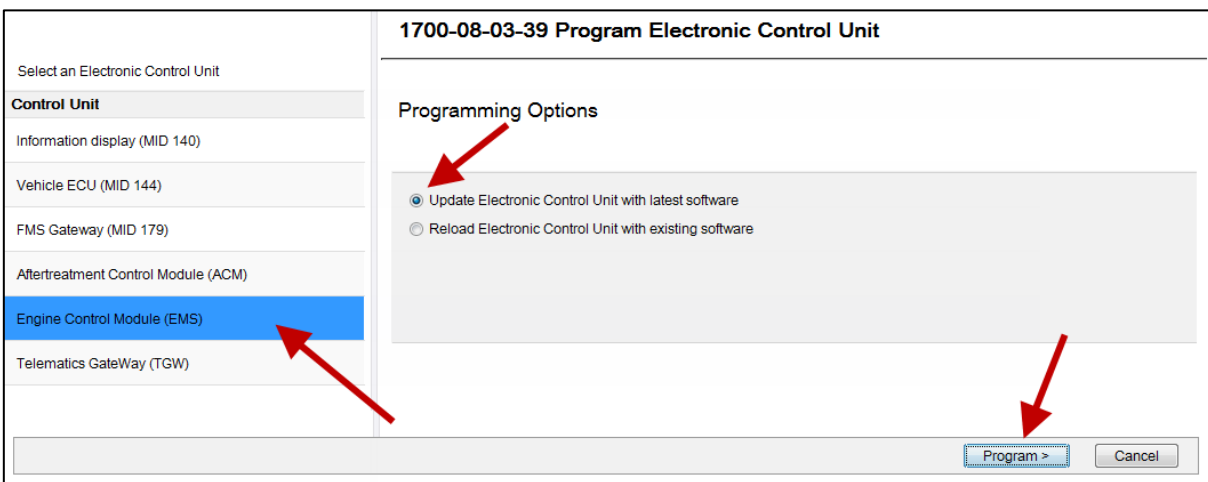 1700-08-03-39 Program Electronic Control Unit
Select an Electronic Control Unit
Control Unit
Information display (MID 140)
Vehicle ECU (MID 144)
FMS Gateway (MID 179)
Aftertreatment Control Module (ACM)
Engine Control Module (EMS)
Telematics GateWay (TGW)
Programming Options
Update Electronic Control Unit with latest software
Reload Electronic Control Unit with existing software
Program >
Cancel